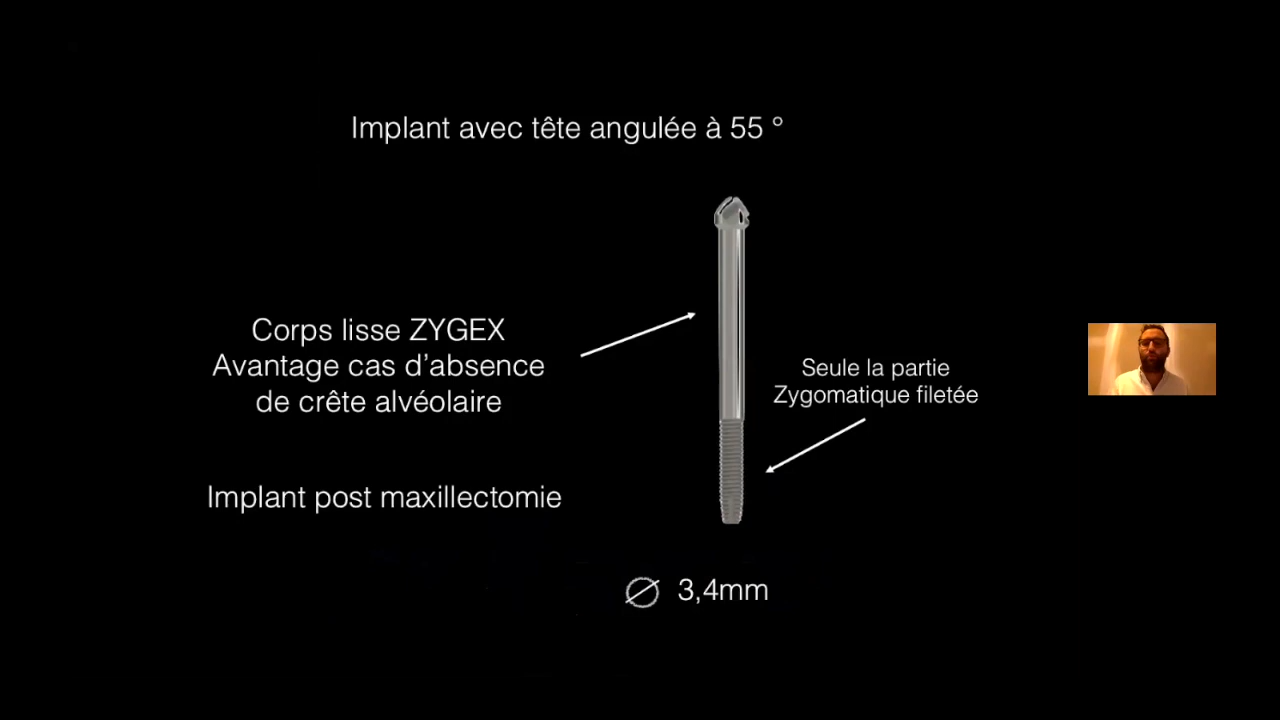 Implant avec tête angulée à 55 °
Corps lisse ZYGEX
Avantage cas d’absence
de crête alvéolaire
Seule la partie
Zygomatique filetée
Implant post maxillectomie
3,4mm